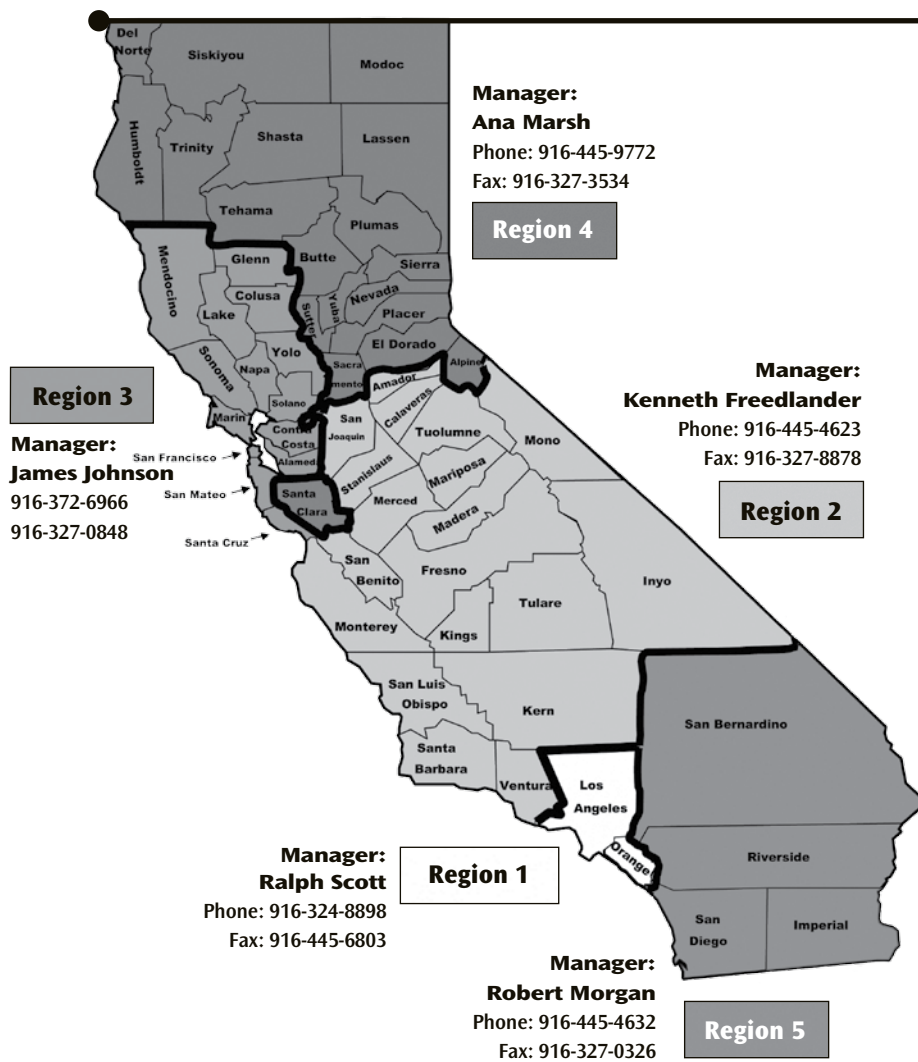 Del
Norte
Siskiyou
Modoc
Humboldt
Trinity
Shasta
Lassen
Tehama
Plumas
Butte
Sierra
Nevada
Yuba
Sutter
Placer
El Dorado
Sacra
mento
Alpine
Manager:
Ana Marsh
Phone: 916-445-9772
Fax: 916-327-3534
Region 4
Mendocino
Glenn
Colusa
Lake
Sonoma
Napa
Yolo
Solano
Marin
Contra
Costa
Alameda
San Francisco
San Mateo
Santa
Clara
Santa Cruz
Region 3
Manager:
James Johnson
916-372-6966
916-327-0848
Amador
Calaveras
San
Joaquin
Tuolumne
Mono
Stanislaus
Mariposa
Merced
Madera
San
Benito
Fresno
Inyo
Monterey
Kings
Tulare
San Luis
Obispo
Kern
Santa
Barbara
Ventura
Manager:
Kenneth Freedlander
Phone: 916-445-4623
Fax: 916-327-8878
Region 2
Los
Angeles
Orange
Manager:
Ralph Scott
Phone: 916-324-8898
Fax: 916-445-6803
Region 1
San Bernardino
Riverside
San
Diego
Imperial
Manager:
Robert Morgan
Phone: 916-445-4632
Fax: 916-327-0326
Region 5